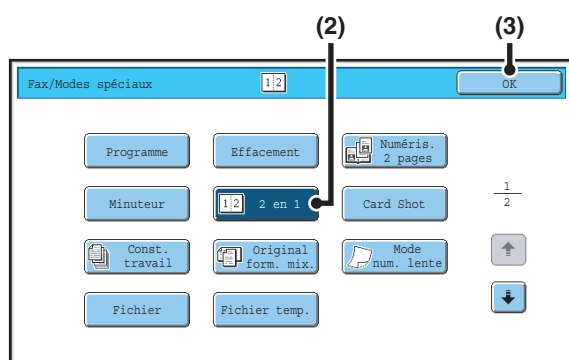 (2) (3)
Fax/Modes spéciaux 1 2 OK
Programme Effacement Numéris.
2 pages
Minuteur 1 2 2 en 1 Card Shot 1
2
Const.
travail Original
form. mix. Mode
num. lente
Fichier Fichier temp.